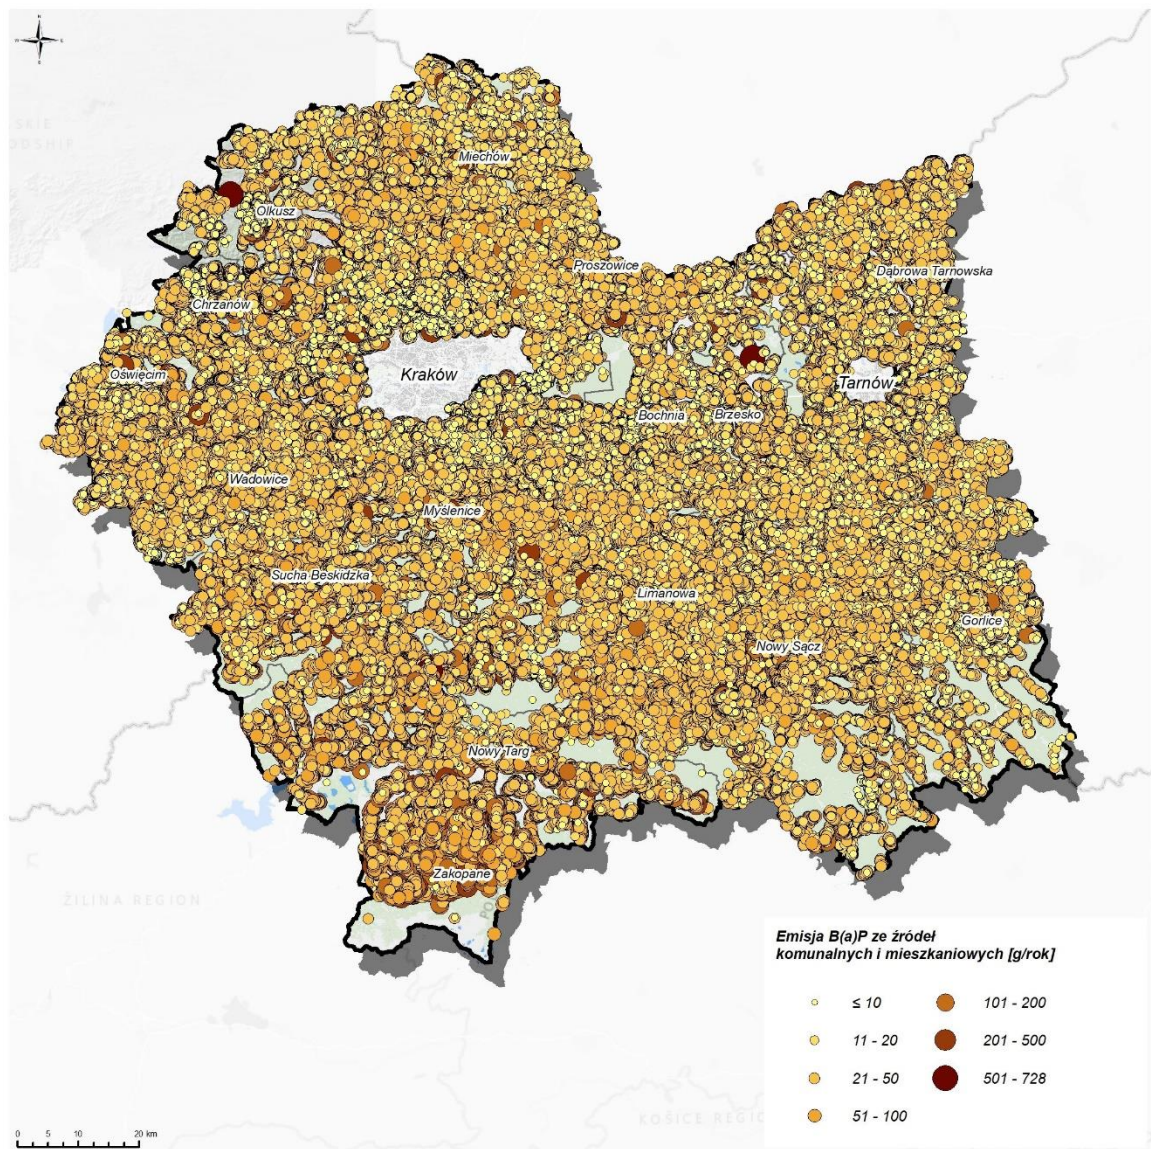 N
W E
S
SKIE
ODSHIP
Miechów
Olkusz
Proszowice
Dąbrowa Tarnowska
Chrzanów
Oświęcim
Kraków
Tarnów
Bochnia
Brzesko
Wadowice
Myślenice
Sucha Beskidzka
Limanowa
Gorlice
Nowy Sącz
Nowy Targ
Zakopane
ŽILINA REGION
PO
KOŠICE REGIO
Emisja B(a)P ze źródeł
komunalnych i mieszkaniowych [g/rok]
≤ 10
11 - 20
21 - 50
51 - 100
101 - 200
201 - 500
501 - 728
0 5 10 20 km